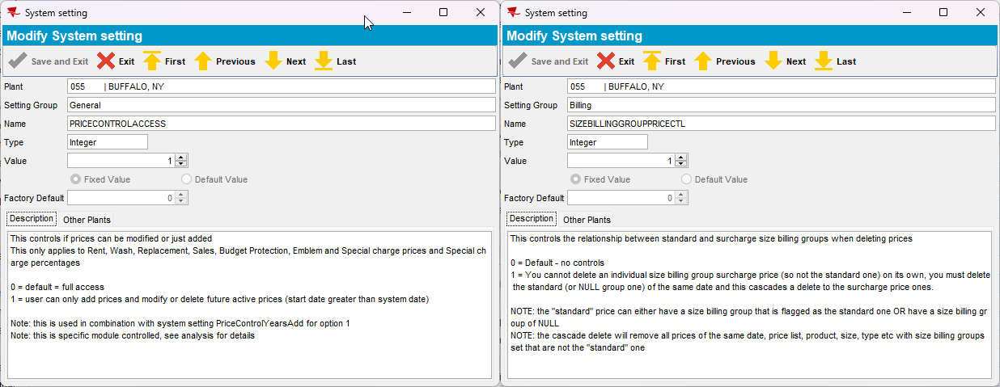 System setting
Modify System setting
Save and Exit Exit First Previous Next Last
Plant 055 | BUFFALO, NY
Setting Group General
Name PRICECONTROLACCESS
Type Integer
Value 1
Fixed Value Default Value
Factory Default 0
Description Other Plants
This controls if prices can be modified or just added
This only applies to Rent, Wash, Replacement, Sales, Budget Protection, Emblem and Special charge prices and Special ch
arge percentages
0 = default = full access
1 = user can only add prices and modify or delete future active prices (start date greater than system date)
Note: this is used in combination with system setting PriceControlYearsAdd for option 1
Note: this is specific module controlled, see analysis for details
System setting
Modify System setting
Save and Exit Exit First Previous Next Last
Plant 055 | BUFFALO, NY
Setting Group Billing
Name SIZEBILLINGGROUPPRICECTL
Type Integer
Value 1
Fixed Value Default Value
Factory Default 0
Description Other Plants
This controls the relationship between standard and surcharge size billing groups when deleting prices
0 = Default - no controls
1 = You cannot delete an individual size billing group surcharge price (so not the standard one) on its own, you must delete
the standard (or NULL group one) of the same date and this cascades a delete to the surcharge price ones.
NOTE: the "standard" price can either have a size billing group that is flagged as the standard one OR have a size billing gr
oup of NULL
NOTE: the cascade delete will remove all prices of the same date, price list, product, size, type etc with size billing groups
set that are not the "standard" one